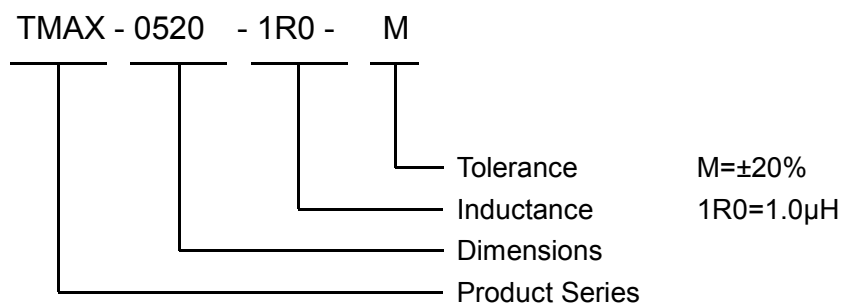 TMAX - 0520 - 1R0 - M
Tolerance M=±20%
Inductance 1R0=1.0µH
Dimensions
Product Series